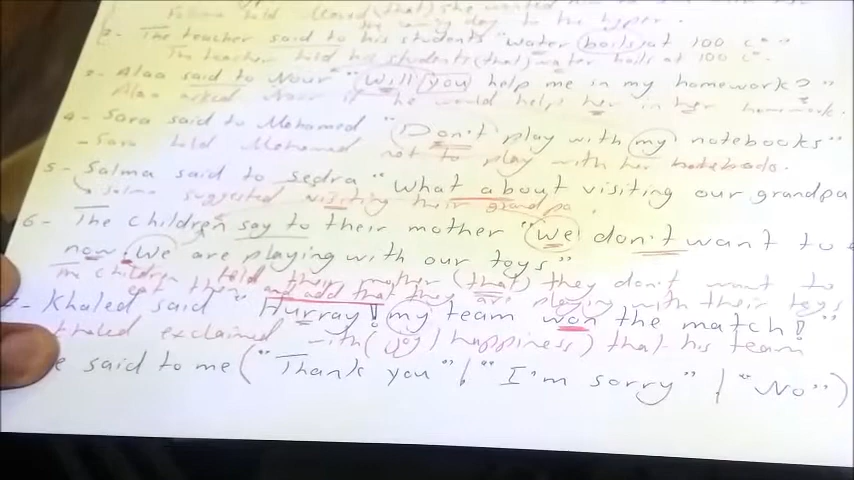 (that) she wanted
to the hyper.
2- The teacher said to his students "water boils at 100 c°"
The teacher told his students (that) water boils at 100 c°.
3- Alaa said to Nour "Will you help me in my homework?"
Alaa asked Nour if he would help her in her homework.
4- Sara said to Mohamed "Don't play with my notebooks"
- Sara told Mohamed not to play with her notebooks.
5- Salma said to Sedra "What about visiting our grandpa
Salma suggested visiting their grandpa.
6- The children say to their mother "We don't want to
now. We are playing with our toys."
The children told their mother (that) they don't want to
eat then and add that they are playing with their toys
7- Khaled said "Hurray! my team won the match!"
Khaled exclaimed with (joy / happiness) that his team
said to me ("Thank you" / "I'm sorry" / "No")